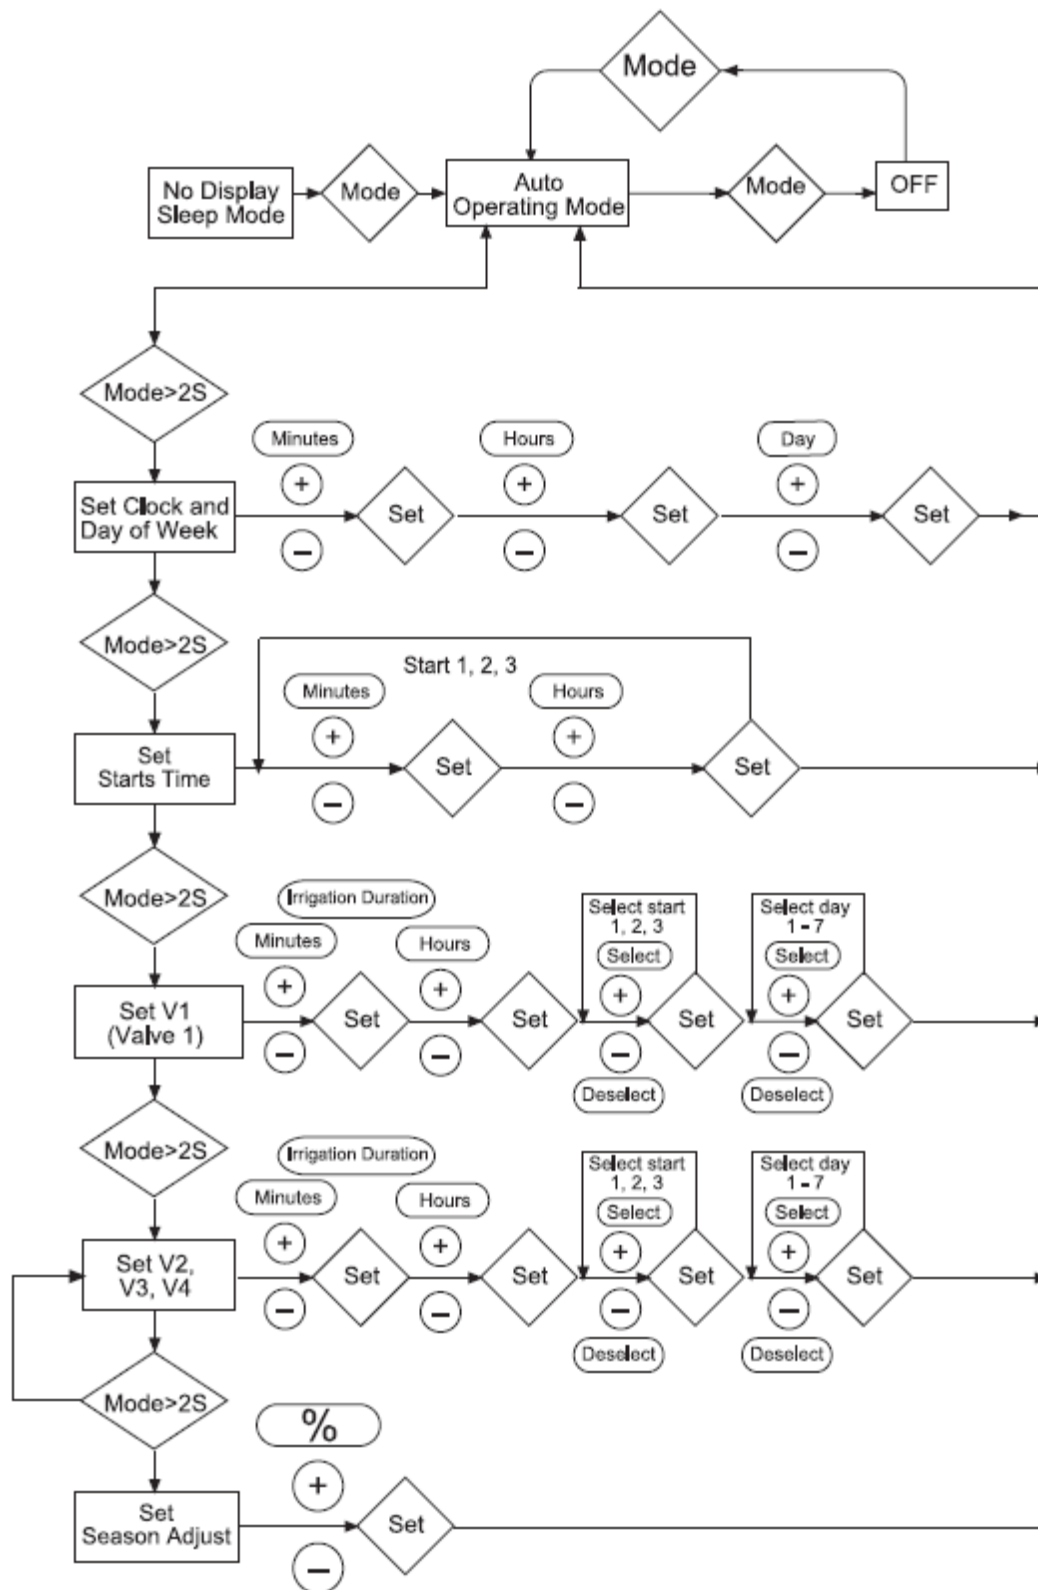 Mode
No Display
Sleep Mode
Mode
Auto
Operating Mode
Mode
OFF
Mode>2S
Minutes
Hours
Day
+
+
+
Set Clock and
Day of Week
Set
Set
Set
−
−
−
Mode>2S
Start 1, 2, 3
Minutes
Hours
+
+
Set
Starts Time
Set
Set
−
−
Mode>2S
Irrigation Duration
Select start
1, 2, 3
Select day
1 - 7
Minutes
Hours
Select
Select
+
+
+
+
Set V1
(Valve 1)
Set
Set
Set
Set
−
−
−
−
Deselect
Deselect
Mode>2S
Irrigation Duration
Select start
1, 2, 3
Select day
1 - 7
Minutes
Hours
Select
Select
+
+
+
+
Set V2,
V3, V4
Set
Set
Set
Set
−
−
−
−
Deselect
Deselect
Mode>2S
%
+
Set
Season Adjust
Set
−